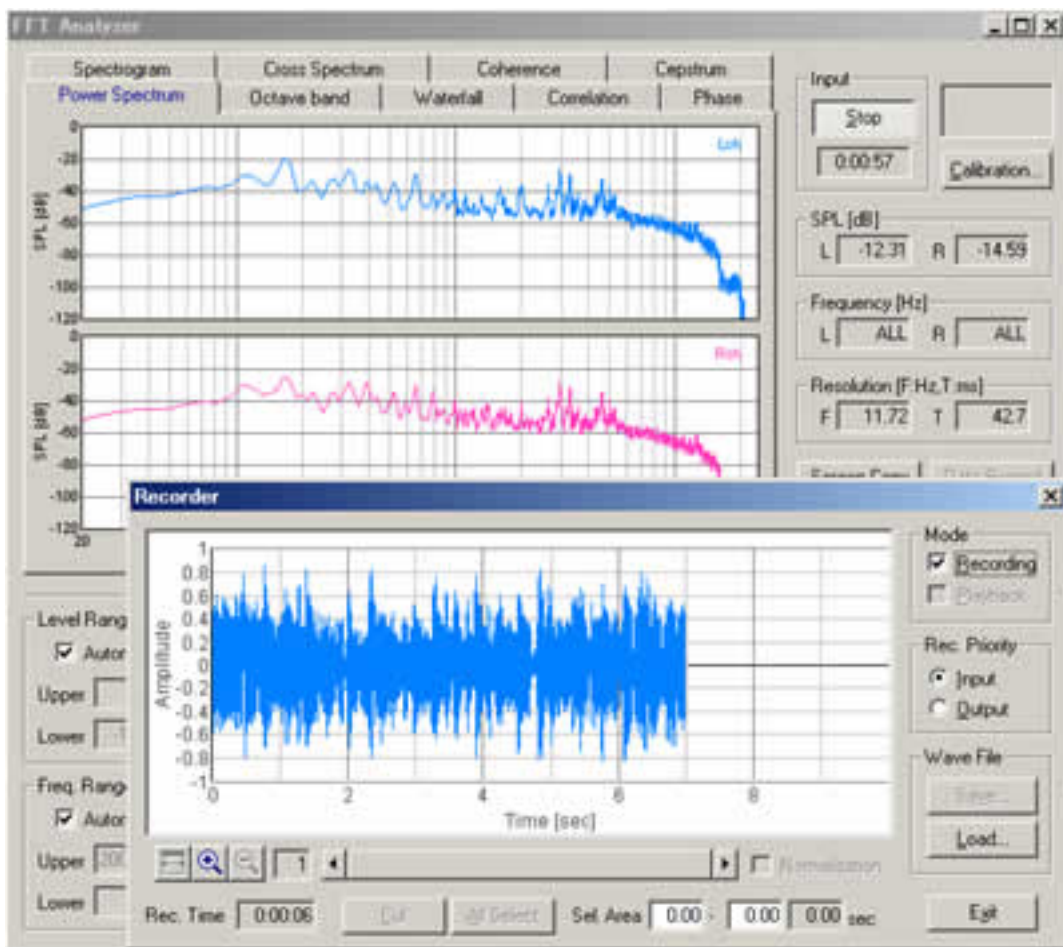 FFT Analyzer
Spectrogram Cross Spectrum Coherence Cepstrum
Power Spectrum Octave band Waterfall Correlation Phase
Input
Stop
0:00:57
Calibration...
0
-20
-40
-60
-80
-100
-120
SPL [dB]
Lch
SPL [dB]
L -12.31 R -14.59
Frequency [Hz]
L ALL R ALL
Resolution [F:Hz,T:ms]
F 11.72 T 42.7
0
-20
-40
-60
-80
-100
-120
SPL [dB]
Rch
20
Screen Copy
Level Rang
Autor
Upper
Lower
Freq. Rang
Autor
Upper
Lower
Recorder
1
0.8
0.6
0.4
0.2
0
-0.2
-0.4
-0.6
-0.8
-1
Amplitude
0 2 4 6 8
Time [sec]
Mode
Recording
Playback
Rec. Priority
Input
Output
Wave File
Save...
Load...
1
Normalization
Rec. Time 0:00:06 Cut All Select Sel. Area 0.00 - 0.00 0.00 sec
Exit